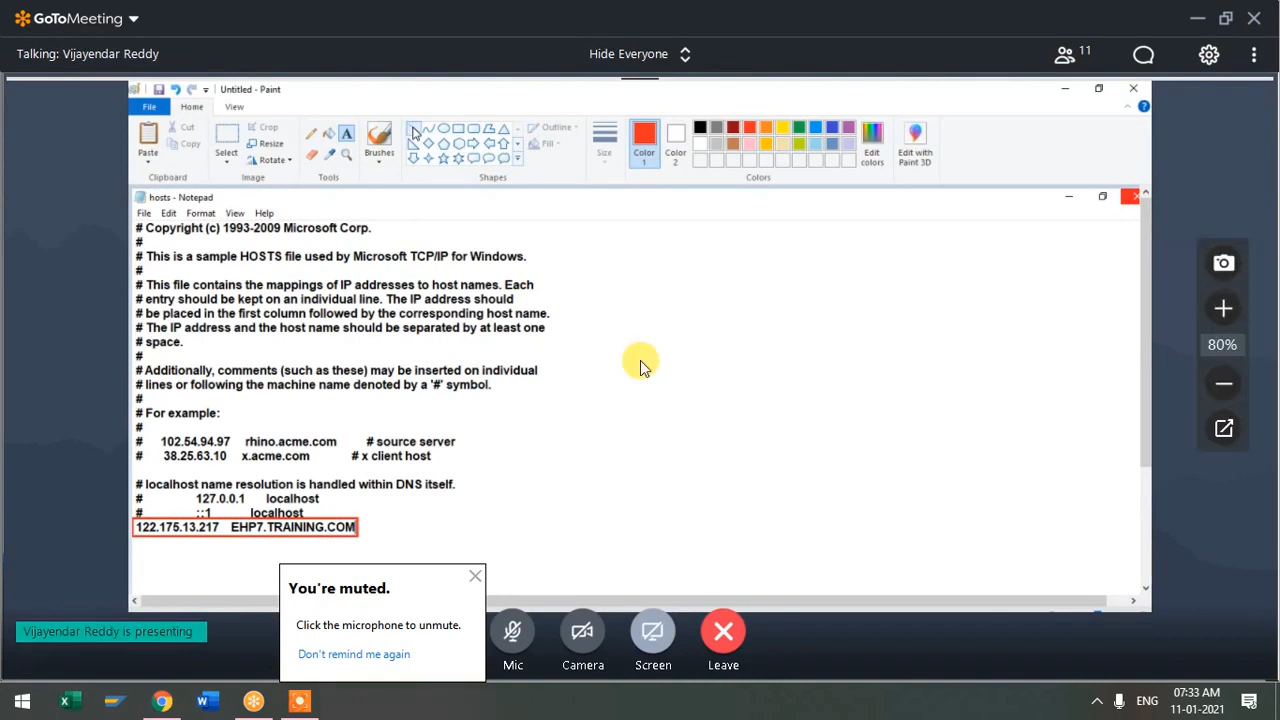 GoToMeeting
Talking: Vijayendar Reddy
Hide Everyone
11
Untitled - Paint
File Home View
Paste
Cut
Copy
Clipboard
Select
Crop
Resize
Rotate
Image
A
Tools
Brushes
Outline
Fill
Shapes
Size
Color 1
Color 2
Edit colors
Edit with Paint 3D
Colors
hosts - Notepad
File Edit Format View Help
# Copyright (c) 1993-2009 Microsoft Corp.
#
# This is a sample HOSTS file used by Microsoft TCP/IP for Windows.
#
# This file contains the mappings of IP addresses to host names. Each
# entry should be kept on an individual line. The IP address should
# be placed in the first column followed by the corresponding host name.
# The IP address and the host name should be separated by at least one
# space.
#
# Additionally, comments (such as these) may be inserted on individual
# lines or following the machine name denoted by a '#' symbol.
#
# For example:
#
# 102.54.94.97 rhino.acme.com # source server
# 38.25.63.10 x.acme.com # x client host
# localhost name resolution is handled within DNS itself.
# 127.0.0.1 localhost
# ::1 localhost
122.175.13.217 EHP7.TRAINING.COM
80%
You're muted.
Click the microphone to unmute.
Don't remind me again
Vijayendar Reddy is presenting
Mic
Camera
Screen
Leave
ENG
07:33 AM
11-01-2021